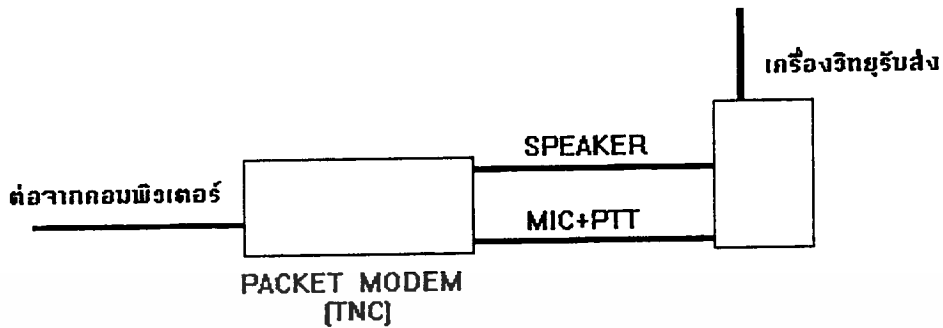 เครื่องวิทยุรับส่ง
SPEAKER
ต่อจากคอมพิวเตอร์
MIC+PTT
PACKET MODEM
(TNC)